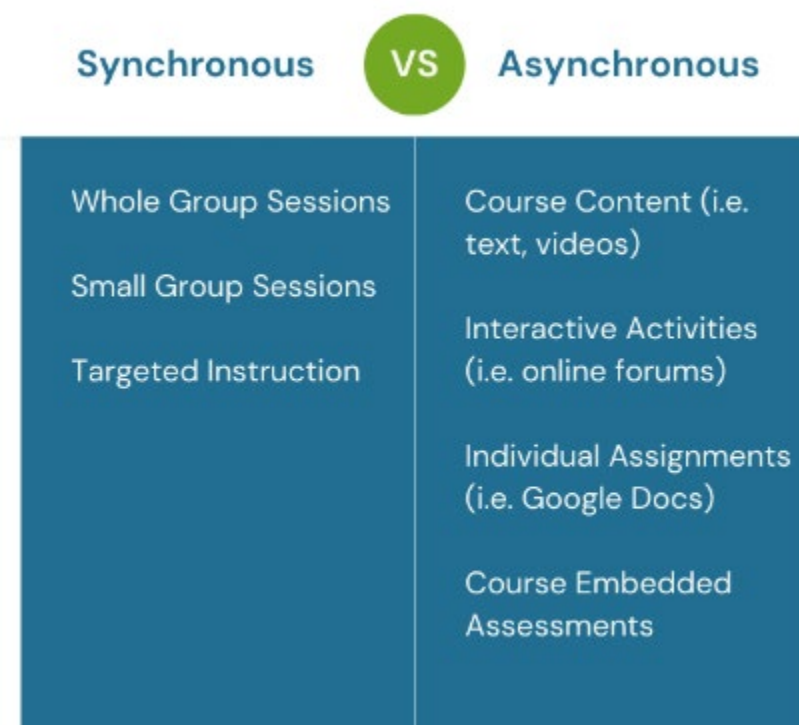 Synchronous VS Asynchronous
Whole Group Sessions
Small Group Sessions
Targeted Instruction
Course Content (i.e.
text, videos)
Interactive Activities
(i.e. online forums)
Individual Assignments
(i.e. Google Docs)
Course Embedded
Assessments